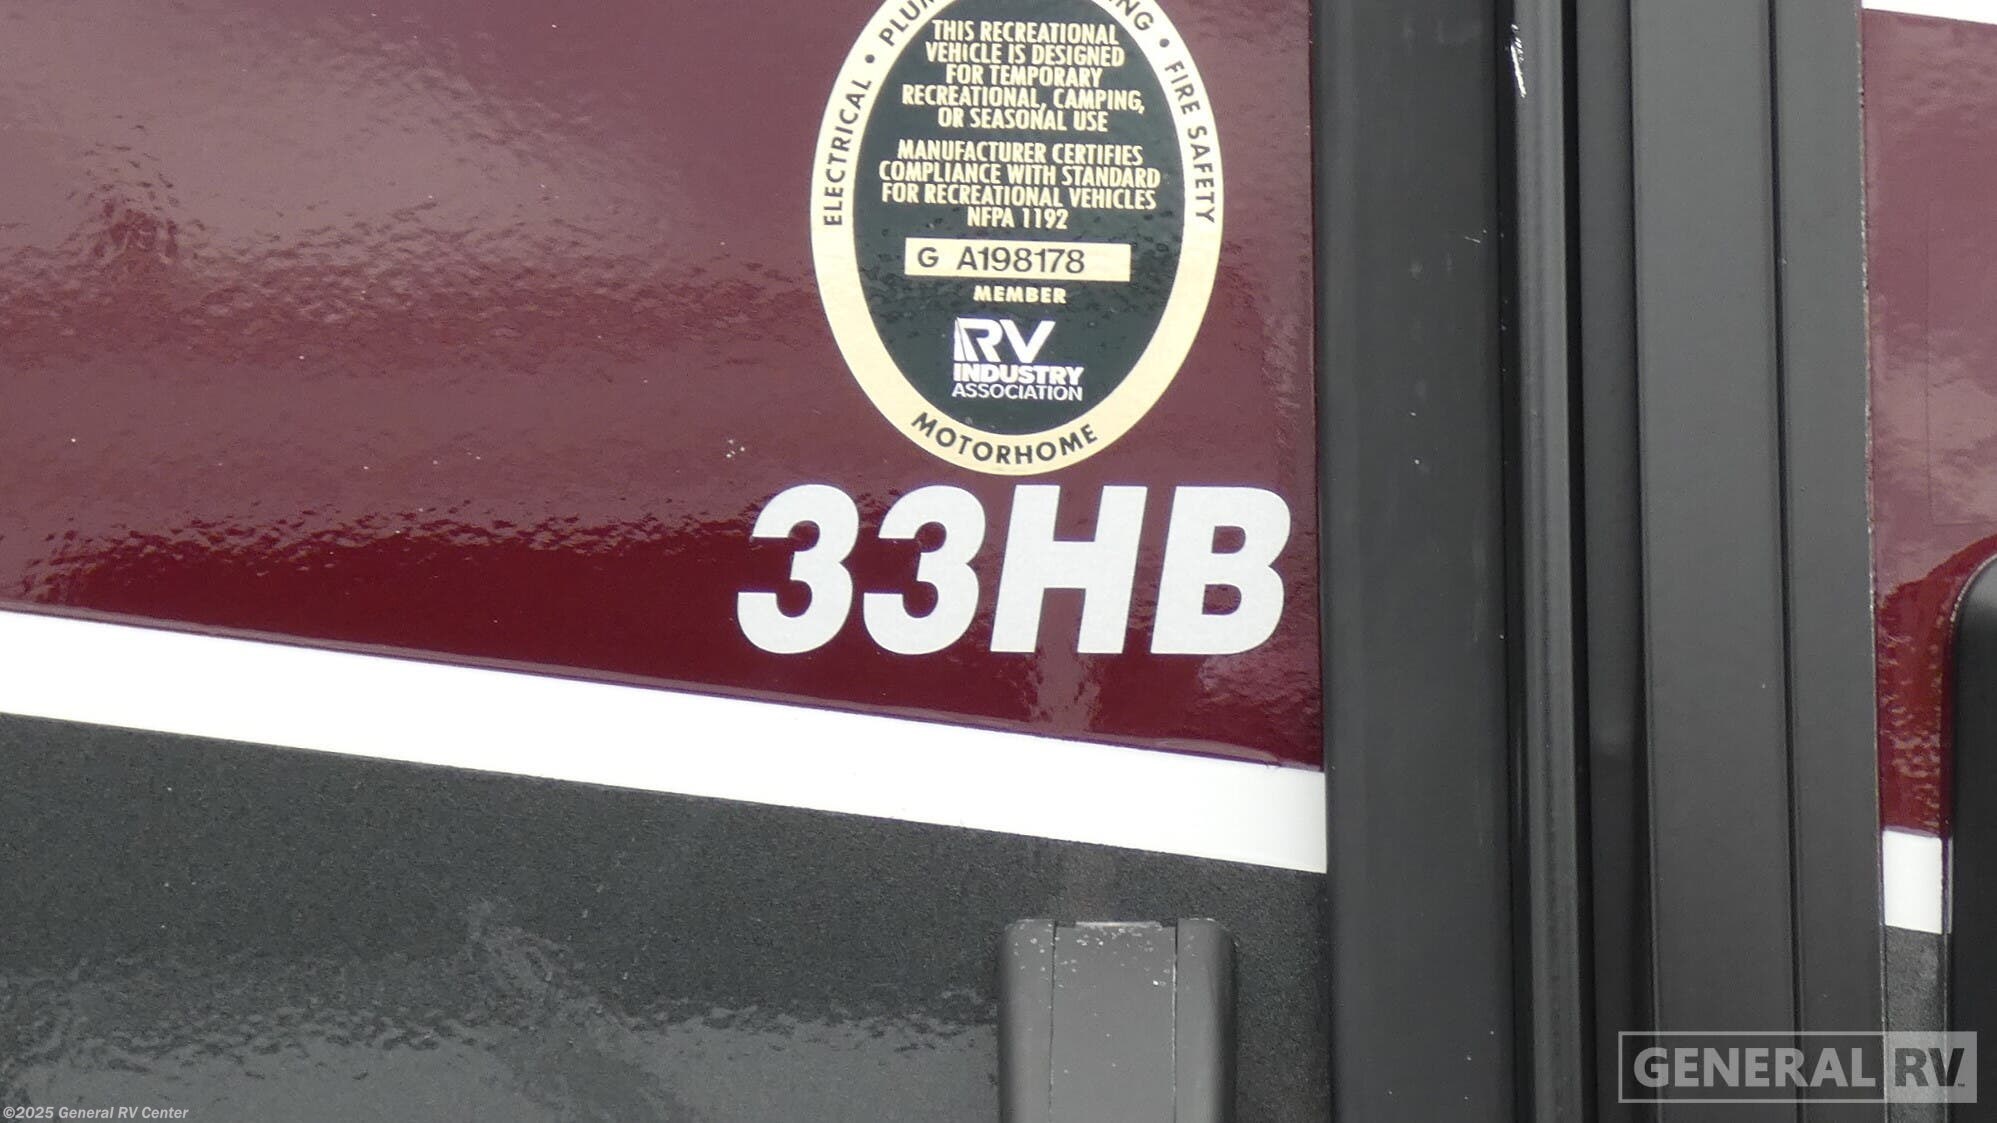 ELECTRICAL • PLUM
NG • FIRE SAFETY
THIS RECREATIONAL
VEHICLE IS DESIGNED
FOR TEMPORARY
RECREATIONAL, CAMPING,
OR SEASONAL USE
MANUFACTURER CERTIFIES
COMPLIANCE WITH STANDARD
FOR RECREATIONAL VEHICLES
NFPA 1192
G A198178
MEMBER
RV
INDUSTRY
ASSOCIATION
MOTORHOME
33HB
GENERAL RV
©2025 General RV Center